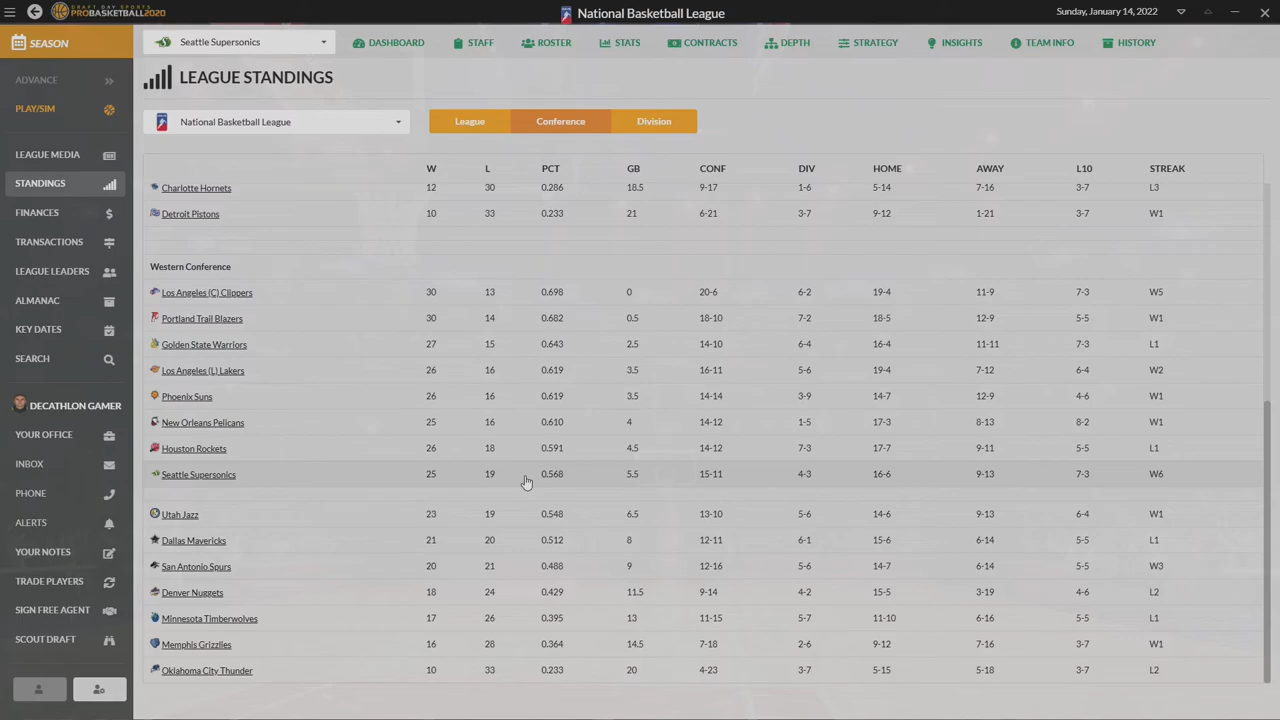 DRAFT DAY SPORTS
PROBASKETBALL2020
National Basketball League
Sunday, January 14, 2022
SEASON
Seattle Supersonics
DASHBOARD STAFF ROSTER STATS CONTRACTS DEPTH STRATEGY INSIGHTS TEAM INFO HISTORY
ADVANCE
PLAY/SIM
LEAGUE MEDIA
STANDINGS
FINANCES
TRANSACTIONS
LEAGUE LEADERS
ALMANAC
KEY DATES
SEARCH
DECATHLON GAMER
YOUR OFFICE
INBOX
PHONE
ALERTS
YOUR NOTES
TRADE PLAYERS
SIGN FREE AGENT
SCOUT DRAFT
LEAGUE STANDINGS
National Basketball League League Conference Division
W L PCT GB CONF DIV HOME AWAY L10 STREAK
Charlotte Hornets 12 30 0.286 18.5 9-17 1-6 5-14 7-16 3-7 L3
Detroit Pistons 10 33 0.233 21 6-21 3-7 9-12 1-21 3-7 W1
Western Conference
Los Angeles (C) Clippers 30 13 0.698 0 20-6 6-2 19-4 11-9 7-3 W5
Portland Trail Blazers 30 14 0.682 0.5 18-10 7-2 18-5 12-9 5-5 W1
Golden State Warriors 27 15 0.643 2.5 14-10 6-4 16-4 11-11 7-3 L1
Los Angeles (L) Lakers 26 16 0.619 3.5 16-11 5-6 19-4 7-12 6-4 W2
Phoenix Suns 26 16 0.619 3.5 14-14 3-9 14-7 12-9 4-6 W1
New Orleans Pelicans 25 16 0.610 4 14-12 1-5 17-3 8-13 8-2 W1
Houston Rockets 26 18 0.591 4.5 14-12 7-3 17-7 9-11 5-5 L1
Seattle Supersonics 25 19 0.568 5.5 15-11 4-3 16-6 9-13 7-3 W6
Utah Jazz 23 19 0.548 6.5 13-10 5-6 14-6 9-13 6-4 W1
Dallas Mavericks 21 20 0.512 8 12-11 6-1 15-6 6-14 5-5 L1
San Antonio Spurs 20 21 0.488 9 12-16 5-6 14-7 6-14 5-5 W3
Denver Nuggets 18 24 0.429 11.5 9-14 4-2 15-5 3-19 4-6 L2
Minnesota Timberwolves 17 26 0.395 13 11-15 5-7 11-10 6-16 5-5 L1
Memphis Grizzlies 16 28 0.364 14.5 7-18 2-6 9-12 7-16 3-7 W1
Oklahoma City Thunder 10 33 0.233 20 4-23 3-7 5-15 5-18 3-7 L2